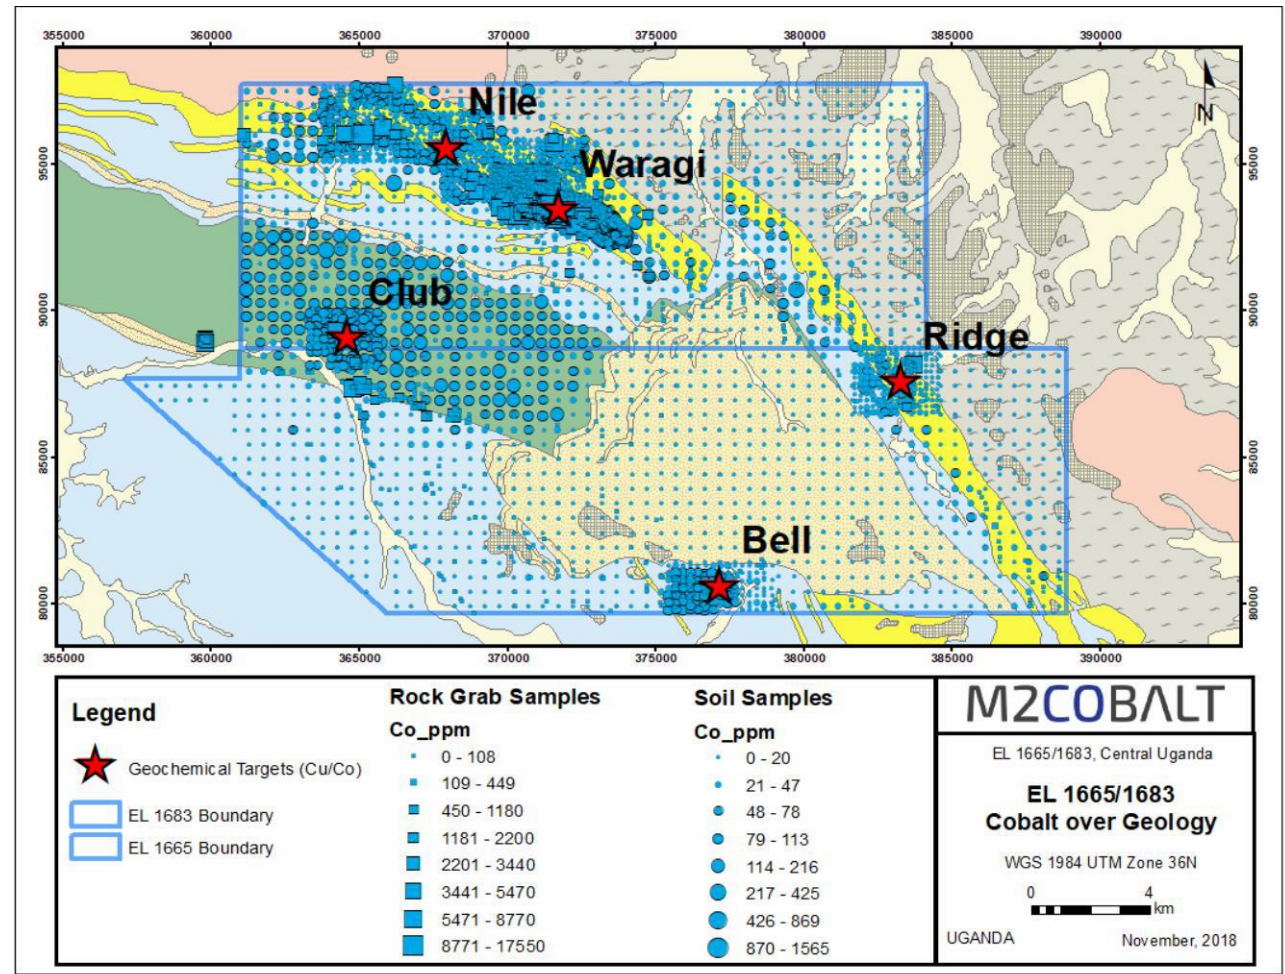 355000 360000 365000 370000 375000 380000 385000 390000
95000 90000 85000 80000
95000 90000 85000 80000
N
Nile
Waragi
Club
Ridge
Bell
355000 360000 365000 370000 375000 380000 385000 390000
Legend
Geochemical Targets (Cu/Co)
EL 1683 Boundary
EL 1665 Boundary
Rock Grab Samples
Co_ppm
0 - 108
109 - 449
450 - 1180
1181 - 2200
2201 - 3440
3441 - 5470
5471 - 8770
8771 - 17550
Soil Samples
Co_ppm
0 - 20
21 - 47
48 - 78
79 - 113
114 - 216
217 - 425
426 - 869
870 - 1565
M2COBALT
EL 1665/1683, Central Uganda
EL 1665/1683
Cobalt over Geology
WGS 1984 UTM Zone 36N
0 4
km
UGANDA November, 2018